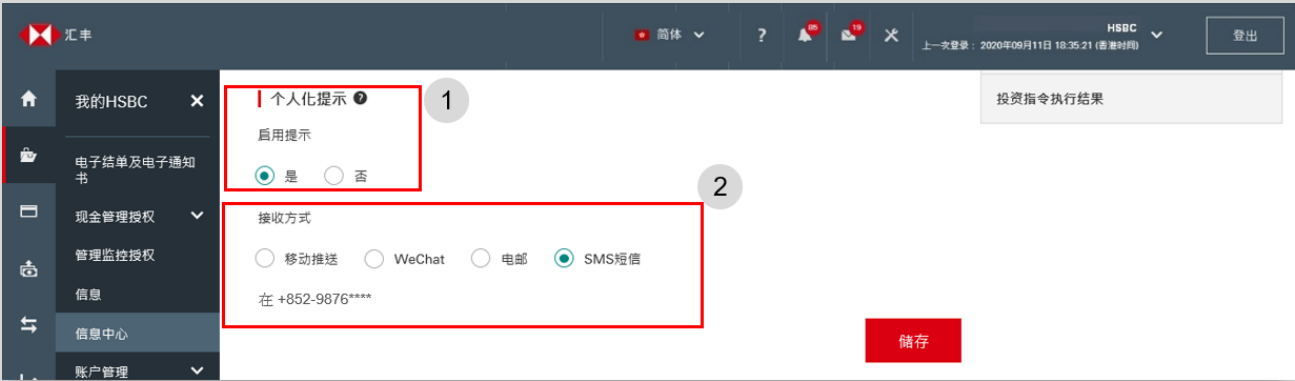 汇丰
简体
?
85
19
HSBC
上一次登录： 2020年09月11日 18:35:21 (香港时间)
登出
我的HSBC
电子结单及电子通知
书
现金管理授权
管理监控授权
信息
信息中心
账户管理
个人化提示 ?
1
启用提示
是 否
2
接收方式
移动推送 WeChat 电邮 SMS短信
在 +852-9876****
投资指令执行结果
储存